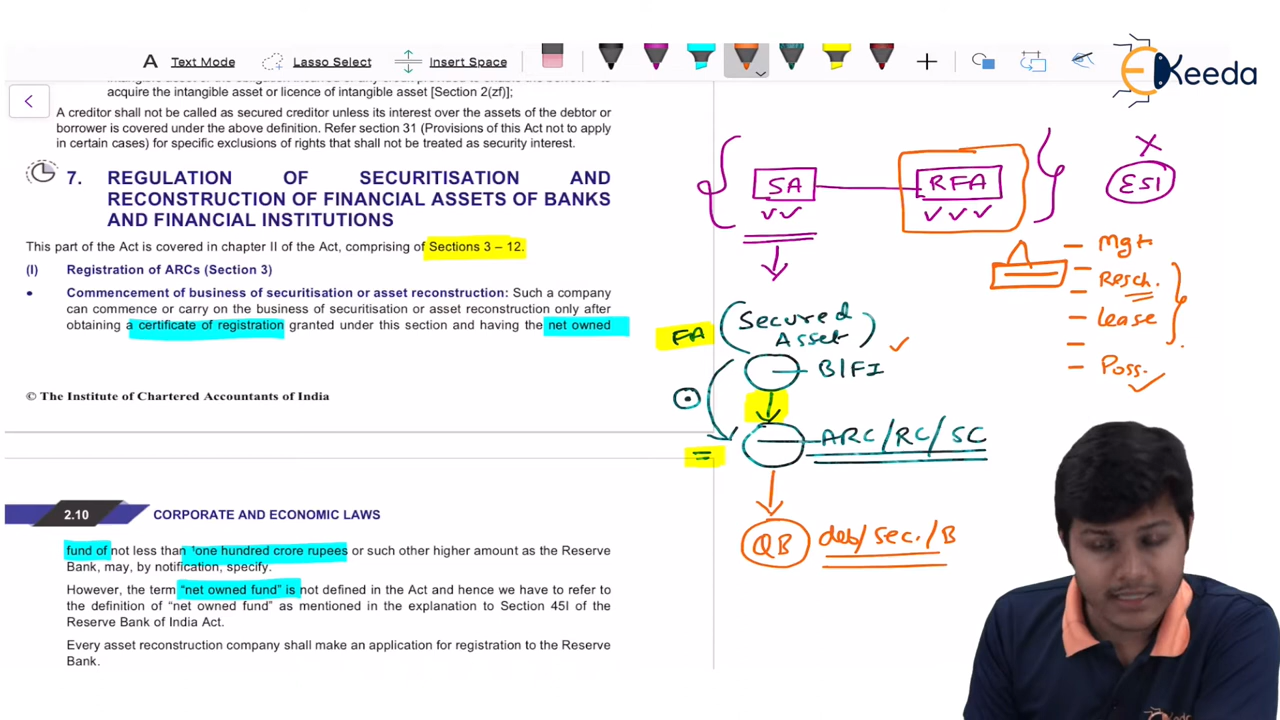 Text Mode
Lasso Select
Insert Space
Keeda
acquire the intangible asset or licence of intangible asset [Section 2(zf)];
A creditor shall not be called as secured creditor unless its interest over the assets of the debtor or
borrower is covered under the above definition. Refer section 31 (Provisions of this Act not to apply
in certain cases) for specific exclusions of rights that shall not be treated as security interest.
7. REGULATION OF SECURITISATION AND
RECONSTRUCTION OF FINANCIAL ASSETS OF BANKS
AND FINANCIAL INSTITUTIONS
This part of the Act is covered in chapter II of the Act, comprising of Sections 3 – 12.
(I) Registration of ARCs (Section 3)
• Commencement of business of securitisation or asset reconstruction: Such a company
can commence or carry on the business of securitisation or asset reconstruction only after
obtaining a certificate of registration granted under this section and having the net owned
© The Institute of Chartered Accountants of India
2.10 CORPORATE AND ECONOMIC LAWS
fund of not less than one hundred crore rupees or such other higher amount as the Reserve
Bank, may, by notification, specify.
However, the term “net owned fund” is not defined in the Act and hence we have to refer to
the definition of “net owned fund” as mentioned in the explanation to Section 45I of the
Reserve Bank of India Act.
Every asset reconstruction company shall make an application for registration to the Reserve
Bank.
SA RFA
ESI
FA (Secured
Asset)
B/FI
ARC/RC/SC
QB deb/sec./B
– Mgt.
– Resch.
– Lease
– Poss.